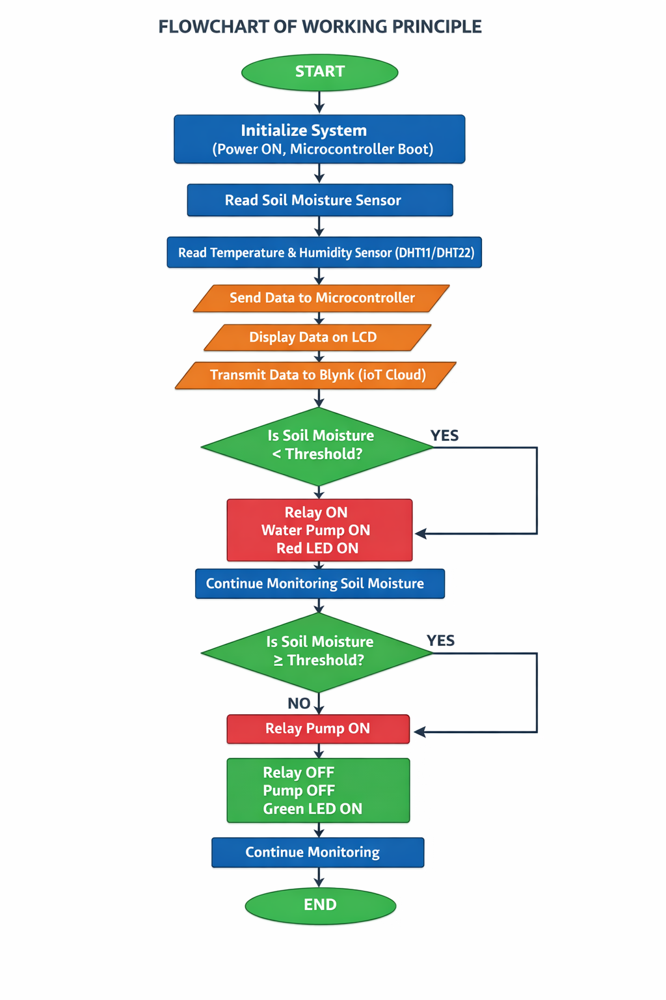 FLOWCHART OF WORKING PRINCIPLE
START
Initialize System
(Power ON, Microcontroller Boot)
Read Soil Moisture Sensor
Read Temperature & Humidity Sensor (DHT11/DHT22)
Send Data to Microcontroller
Display Data on LCD
Transmit Data to Blynk (ioT Cloud)
Is Soil Moisture
< Threshold?
YES
Relay ON
Water Pump ON
Red LED ON
Continue Monitoring Soil Moisture
Is Soil Moisture
≥ Threshold?
YES
NO
Relay Pump ON
Relay OFF
Pump OFF
Green LED ON
Continue Monitoring
END